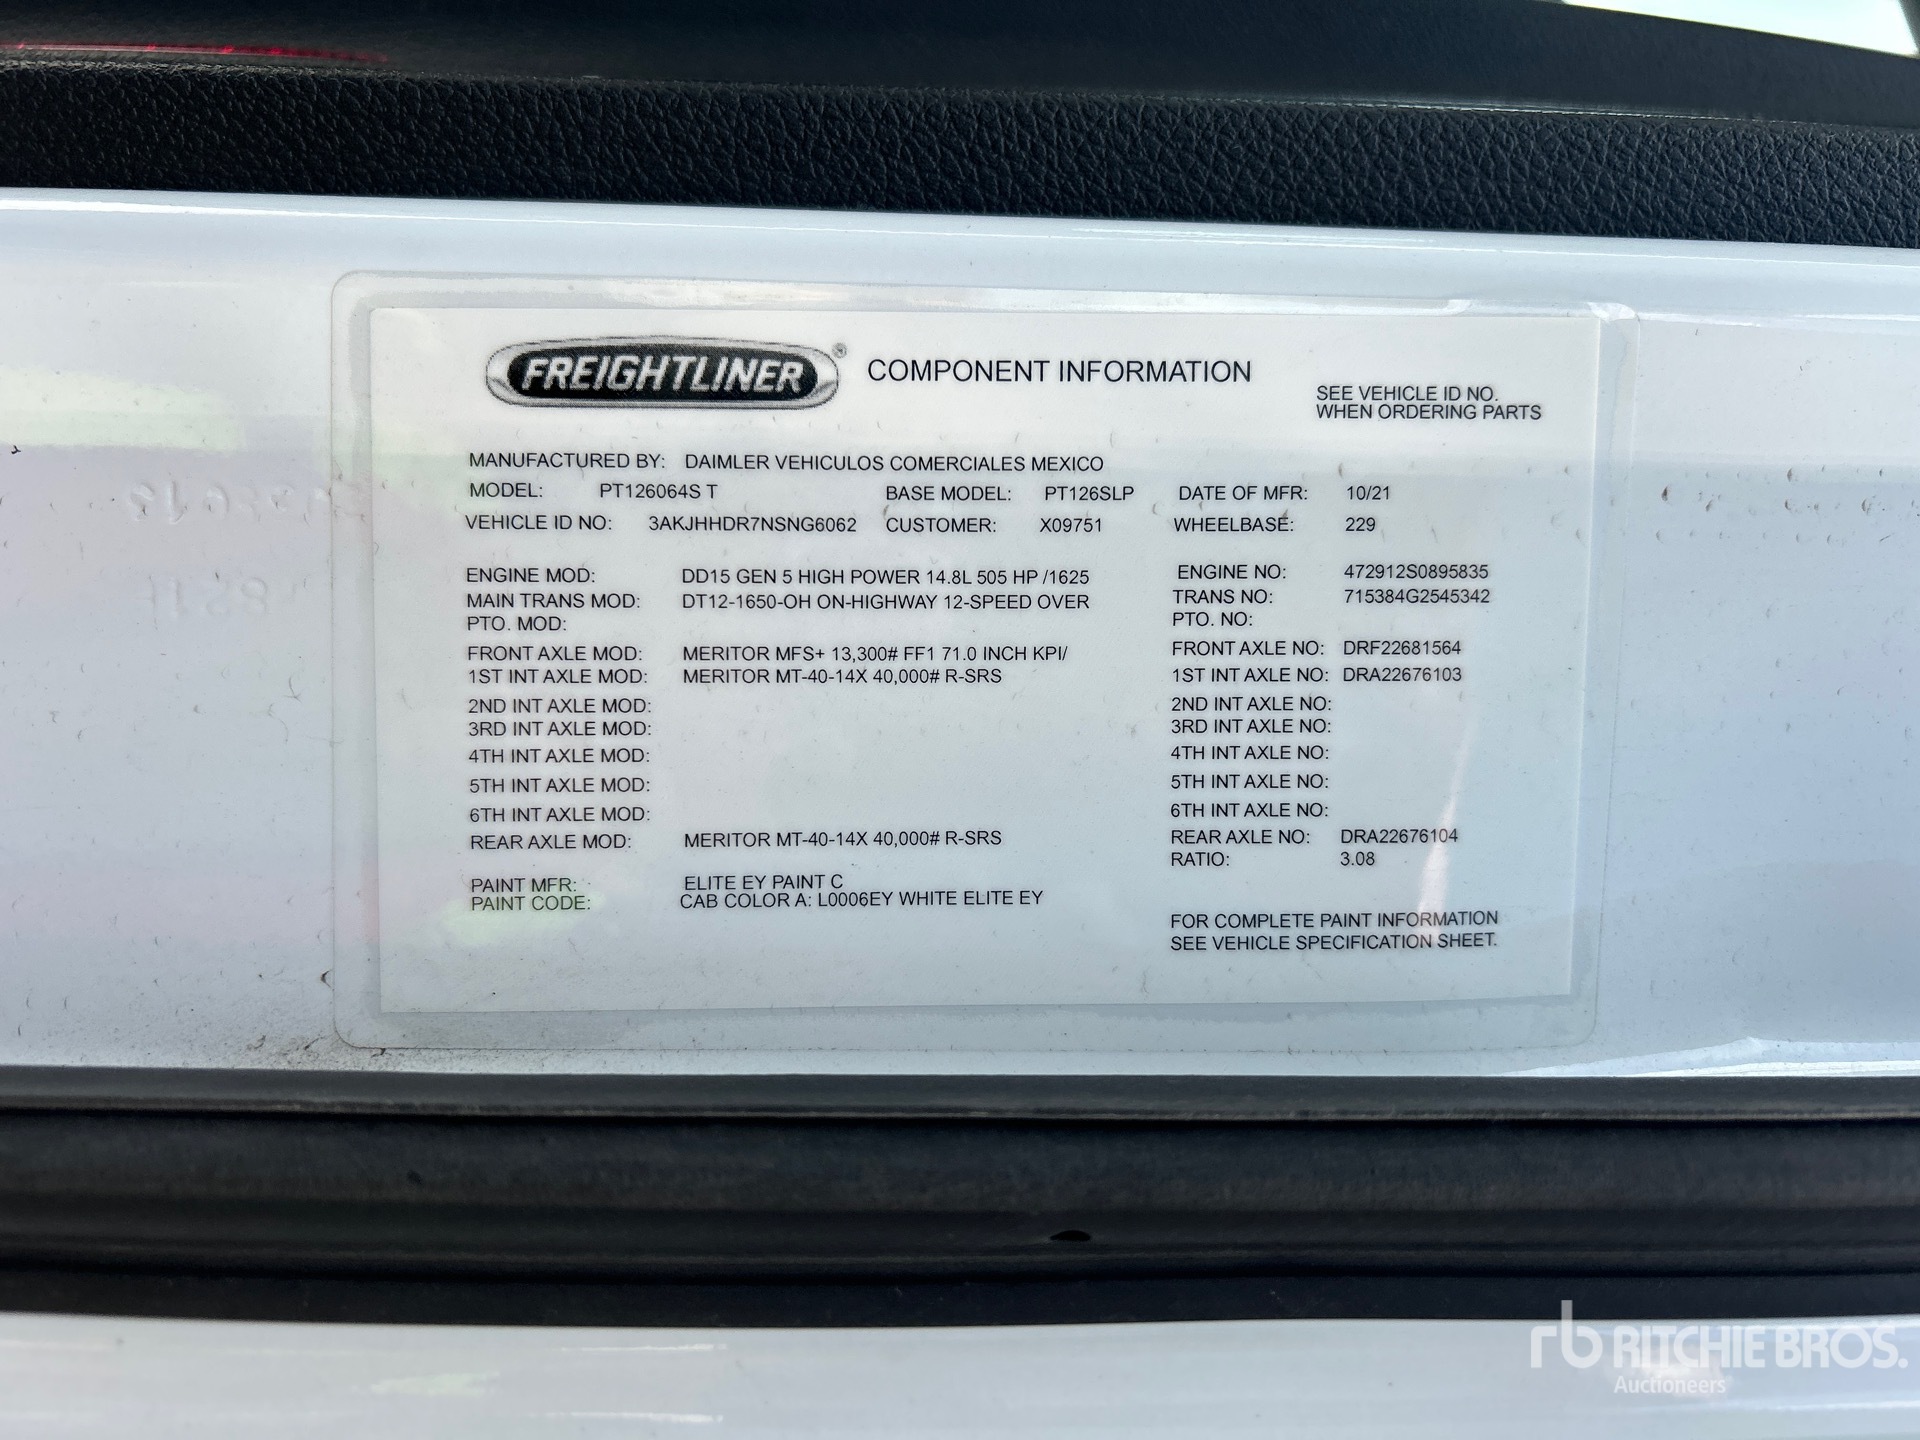 FREIGHTLINER ® COMPONENT INFORMATION
SEE VEHICLE ID NO.
WHEN ORDERING PARTS
MANUFACTURED BY: DAIMLER VEHICULOS COMERCIALES MEXICO
MODEL: PT126064S T BASE MODEL: PT126SLP DATE OF MFR: 10/21
VEHICLE ID NO: 3AKJHHDR7NSNG6062 CUSTOMER: X09751 WHEELBASE: 229
ENGINE MOD: DD15 GEN 5 HIGH POWER 14.8L 505 HP /1625 ENGINE NO: 472912S0895835
MAIN TRANS MOD: DT12-1650-OH ON-HIGHWAY 12-SPEED OVER TRANS NO: 715384G2545342
PTO. MOD: PTO. NO:
FRONT AXLE MOD: MERITOR MFS+ 13,300# FF1 71.0 INCH KPI/ FRONT AXLE NO: DRF22681564
1ST INT AXLE MOD: MERITOR MT-40-14X 40,000# R-SRS 1ST INT AXLE NO: DRA22676103
2ND INT AXLE MOD: 2ND INT AXLE NO:
3RD INT AXLE MOD: 3RD INT AXLE NO:
4TH INT AXLE MOD: 4TH INT AXLE NO:
5TH INT AXLE MOD: 5TH INT AXLE NO:
6TH INT AXLE MOD: 6TH INT AXLE NO:
REAR AXLE MOD: MERITOR MT-40-14X 40,000# R-SRS REAR AXLE NO: DRA22676104
RATIO: 3.08
PAINT MFR: ELITE EY PAINT C
PAINT CODE: CAB COLOR A: L0006EY WHITE ELITE EY
FOR COMPLETE PAINT INFORMATION
SEE VEHICLE SPECIFICATION SHEET.
rb RITCHIE BROS.
Auctioneers